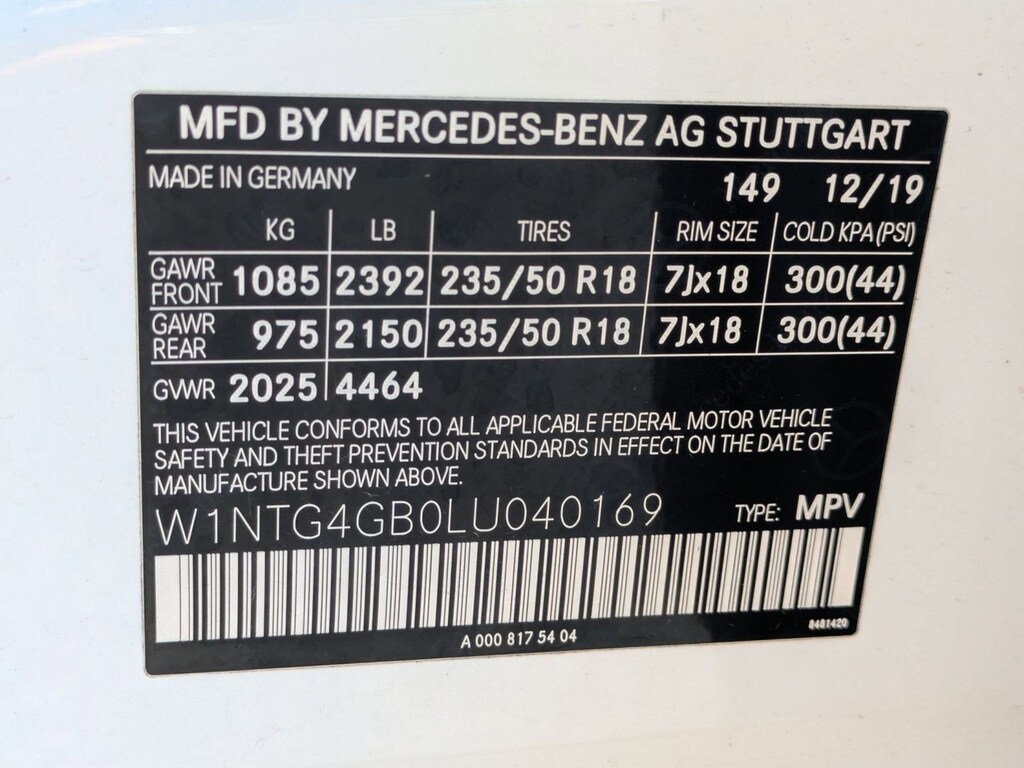 MFD BY MERCEDES-BENZ AG STUTTGART
MADE IN GERMANY 149 12/19
KG LB TIRES RIM SIZE COLD KPA(PSI)
GAWR FRONT 1085 2392 235/50 R18 7Jx18 300(44)
GAWR REAR 975 2150 235/50 R18 7Jx18 300(44)
GVWR 2025 4464
THIS VEHICLE CONFORMS TO ALL APPLICABLE FEDERAL MOTOR VEHICLE
SAFETY AND THEFT PREVENTION STANDARDS IN EFFECT ON THE DATE OF
MANUFACTURE SHOWN ABOVE.
W1NTG4GB0LU040169 TYPE: MPV
A 000 817 54 04
8481420